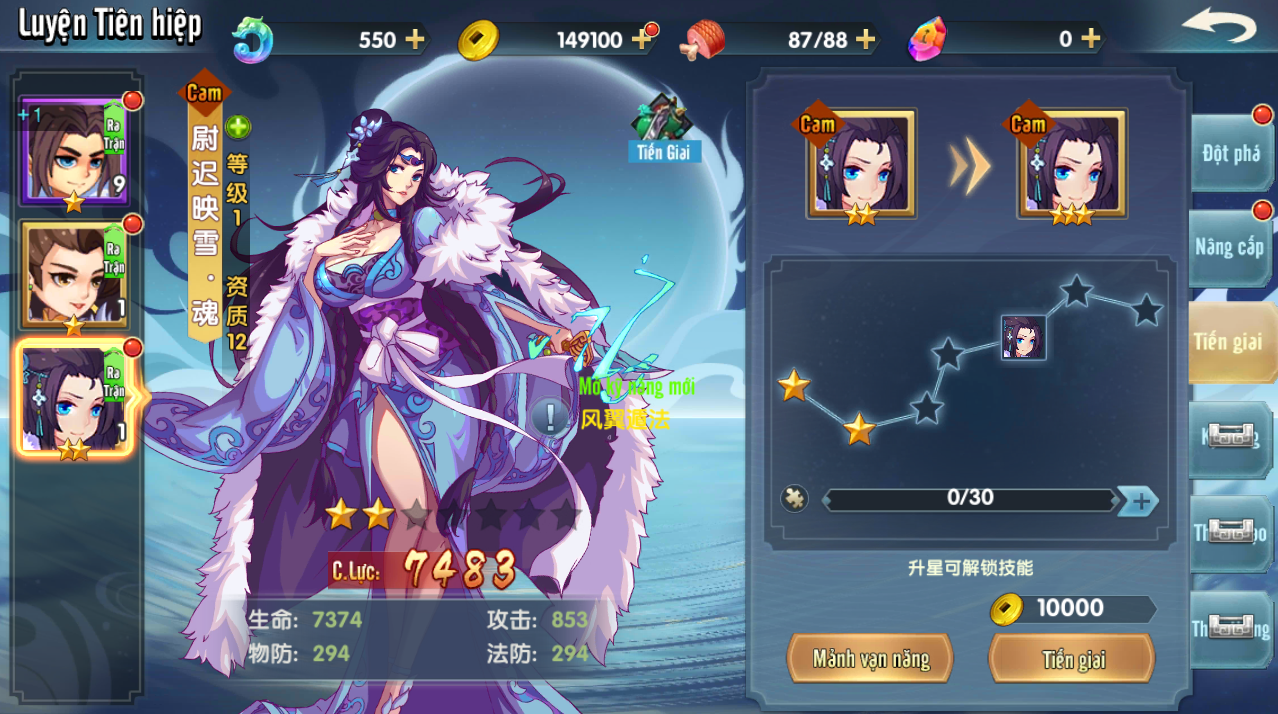 Luyện Tiên hiệp
550
149100
87/88
0
+1
Ra
Trận
9
Ra
Trận
1
Ra
Trận
1
Cam
尉迟映雪·魂
等级1
资质12
Tiến Giai
Mở kỹ năng mới
风翼遁法
C.Lực: 7483
生命: 7374
攻击: 853
物防: 294
法防: 294
Cam
Cam
0/30
升星可解锁技能
10000
Mảnh vạn năng
Tiến giai
Đột phá
Nâng cấp
Tiến giai